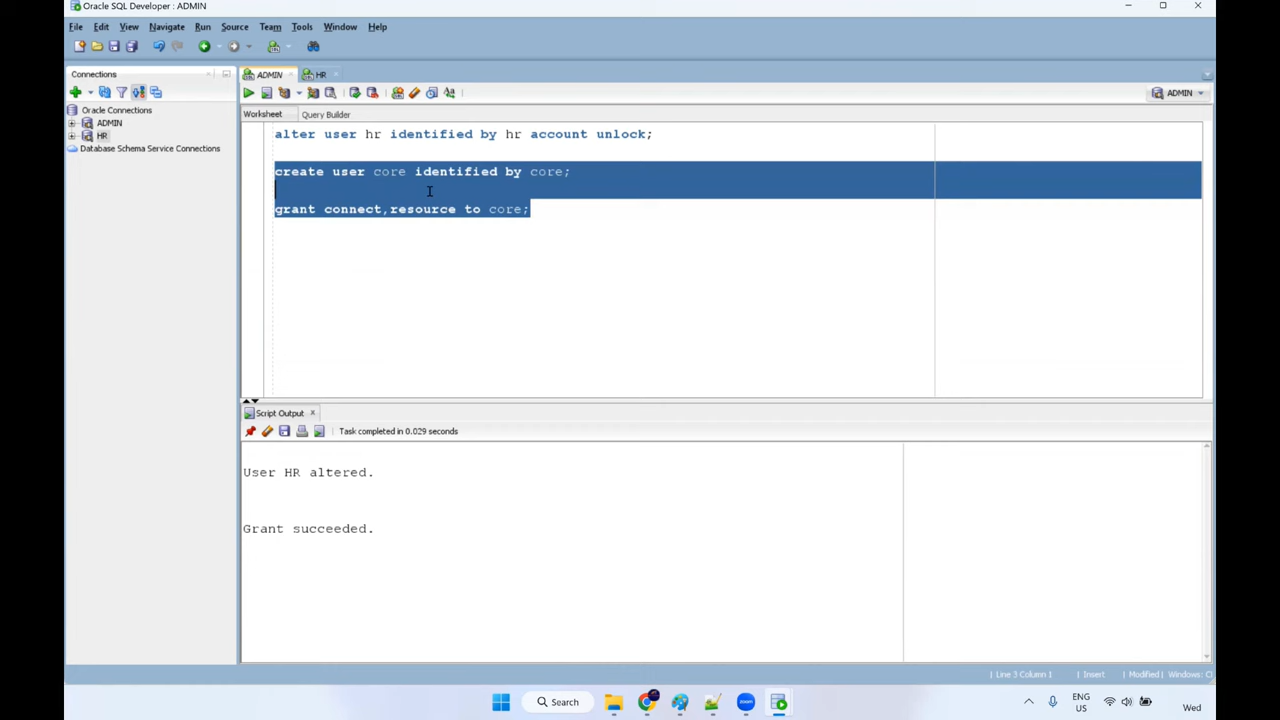 Oracle SQL Developer : ADMIN
File Edit View Navigate Run Source Team Tools Window Help
Connections
Oracle Connections
ADMIN
HR
Database Schema Service Connections
ADMIN
HR
ADMIN
Worksheet
Query Builder
alter user hr identified by hr account unlock;
create user core identified by core;
grant connect,resource to core;
Script Output
Task completed in 0.029 seconds
User HR altered.
Grant succeeded.
Line 3 Column 1
Insert
Modified
Windows:
Search
zoom
ENG
US
Wed